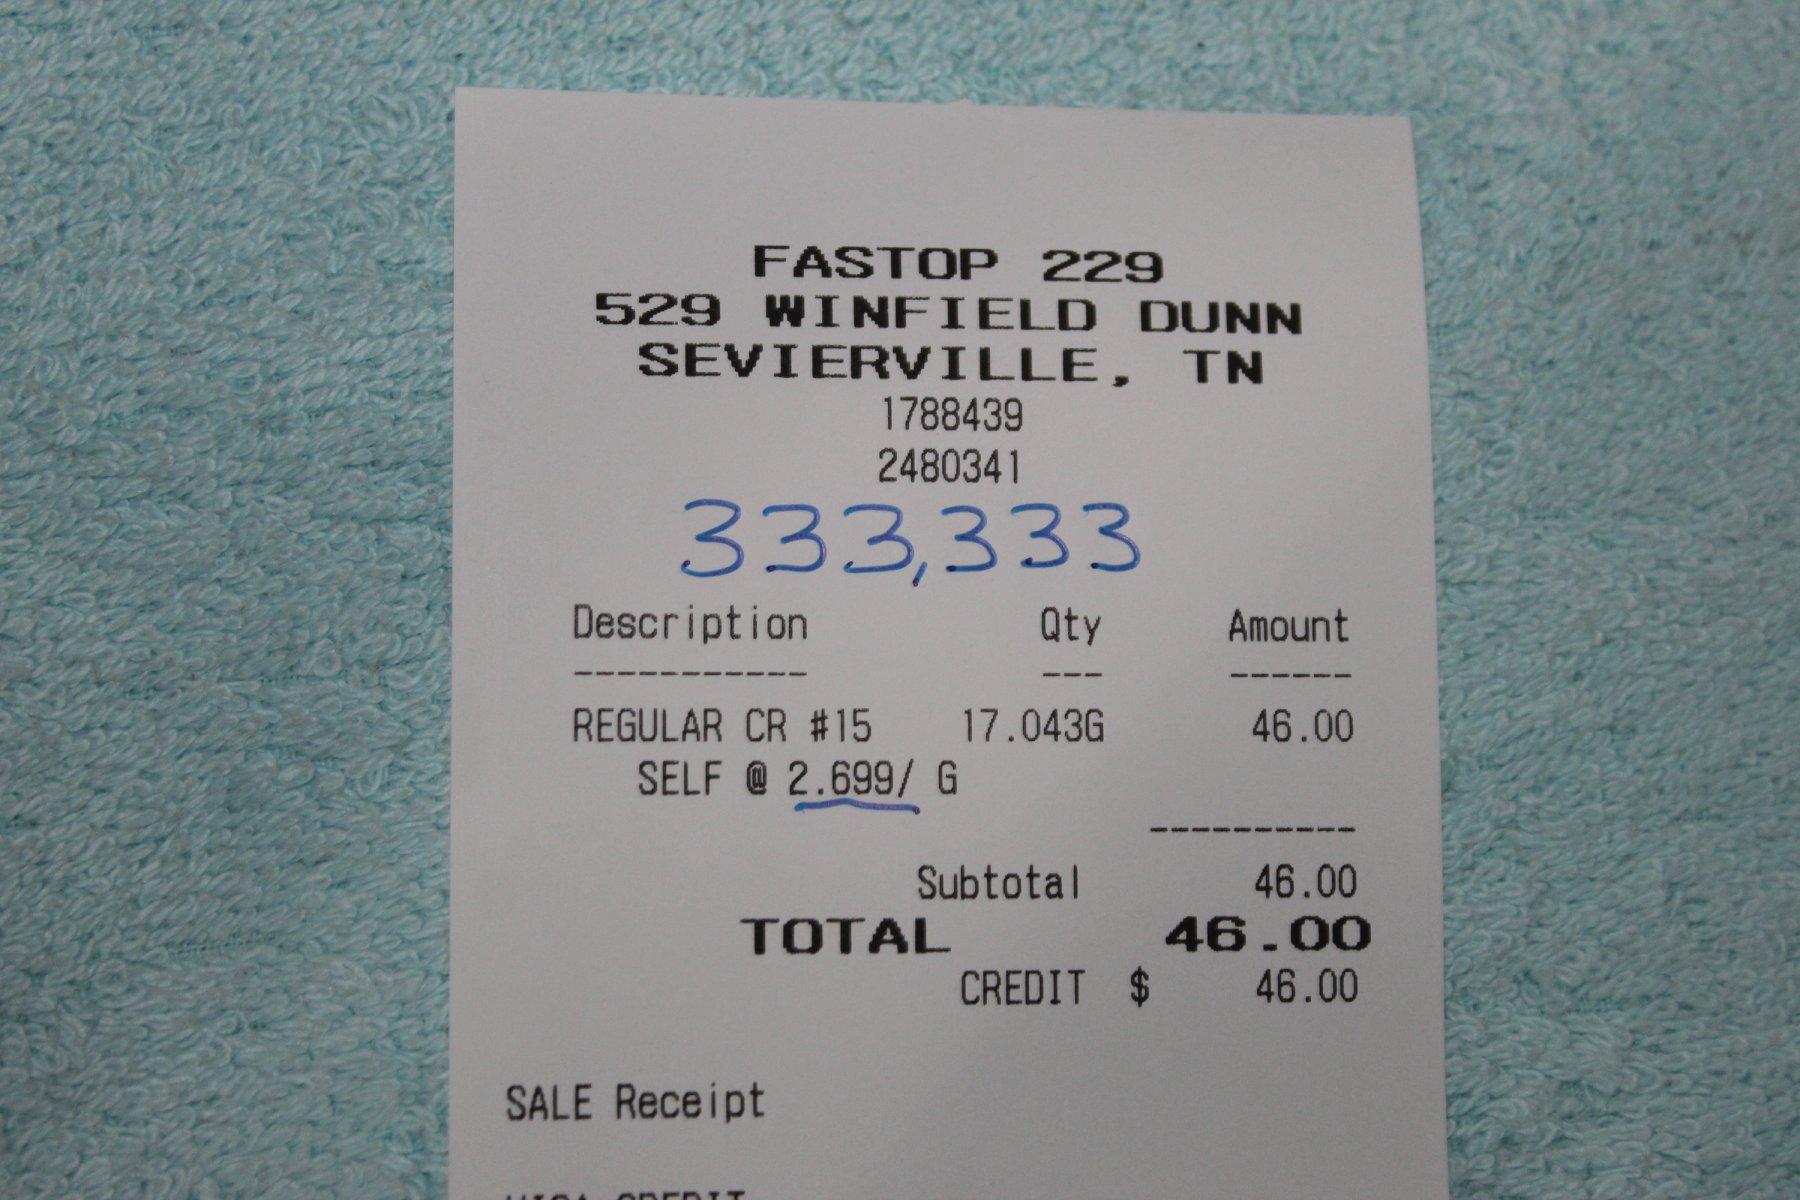 FASTOP 229
529 WINFIELD DUNN
SEVIERVILLE, TN
1788439
2480341
333,333
Description Qty Amount
----------- --- ------
REGULAR CR #15 17.043G 46.00
SELF @ 2.699/ G
----------
Subtotal 46.00
TOTAL 46.00
CREDIT $ 46.00
SALE Receipt